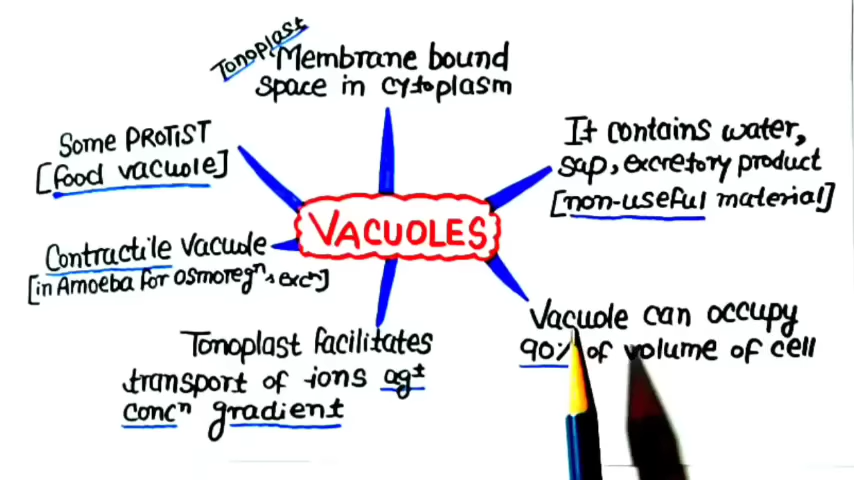 Tonoplast
Membrane bound
space in cytoplasm
Some PROTIST
[food vacuole]
It contains water,
sap, excretory product
[non-useful material]
VACUOLES
Contractile Vacuole
[in Amoeba for osmoregⁿ, excⁿ]
Vacuole can occupy
90% of volume of cell
Tonoplast facilitates
transport of ions agst
concⁿ gradient